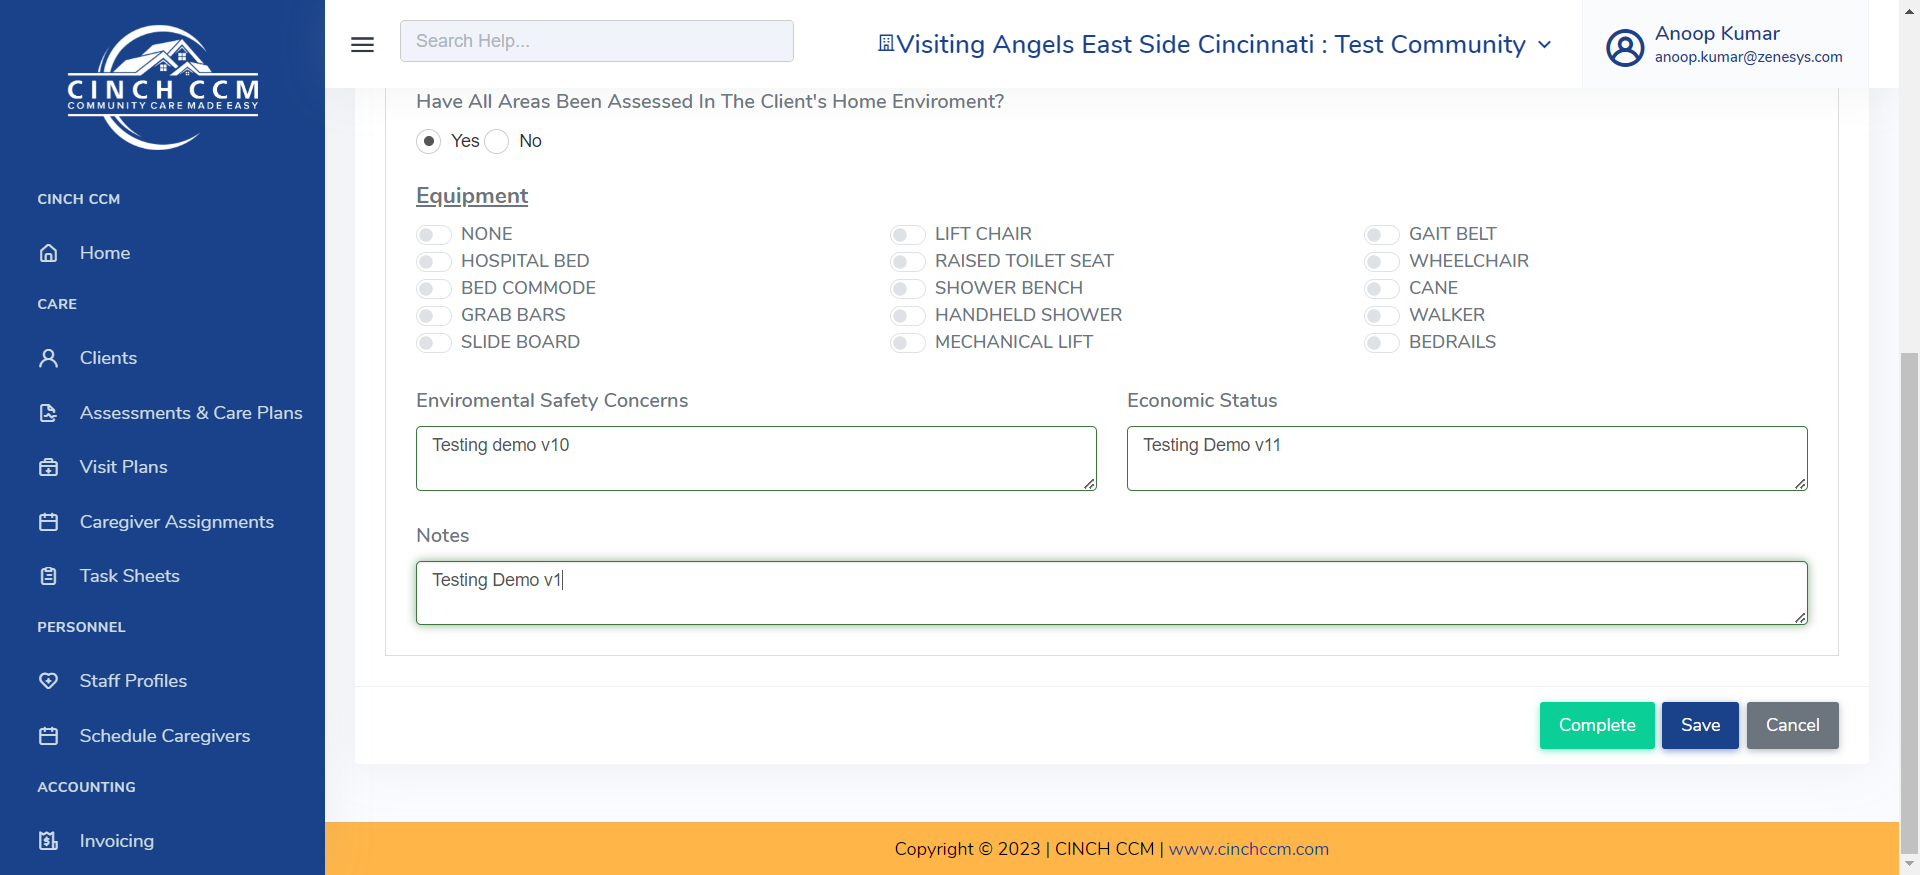 CINCH CCM
COMMUNITY CARE MADE EASY
CINCH CCM
Home
CARE
Clients
Assessments & Care Plans
Visit Plans
Caregiver Assignments
Task Sheets
PERSONNEL
Staff Profiles
Schedule Caregivers
ACCOUNTING
Invoicing
Search Help...
Visiting Angels East Side Cincinnati : Test Community
Anoop Kumar
anoop.kumar@zenesys.com
Have All Areas Been Assessed In The Client's Home Enviroment?
Yes No
Equipment
NONE LIFT CHAIR GAIT BELT
HOSPITAL BED RAISED TOILET SEAT WHEELCHAIR
BED COMMODE SHOWER BENCH CANE
GRAB BARS HANDHELD SHOWER WALKER
SLIDE BOARD MECHANICAL LIFT BEDRAILS
Enviromental Safety Concerns Economic Status
Testing demo v10 Testing Demo v11
Notes
Testing Demo v1
Complete Save Cancel
Copyright © 2023 | CINCH CCM | www.cinchccm.com